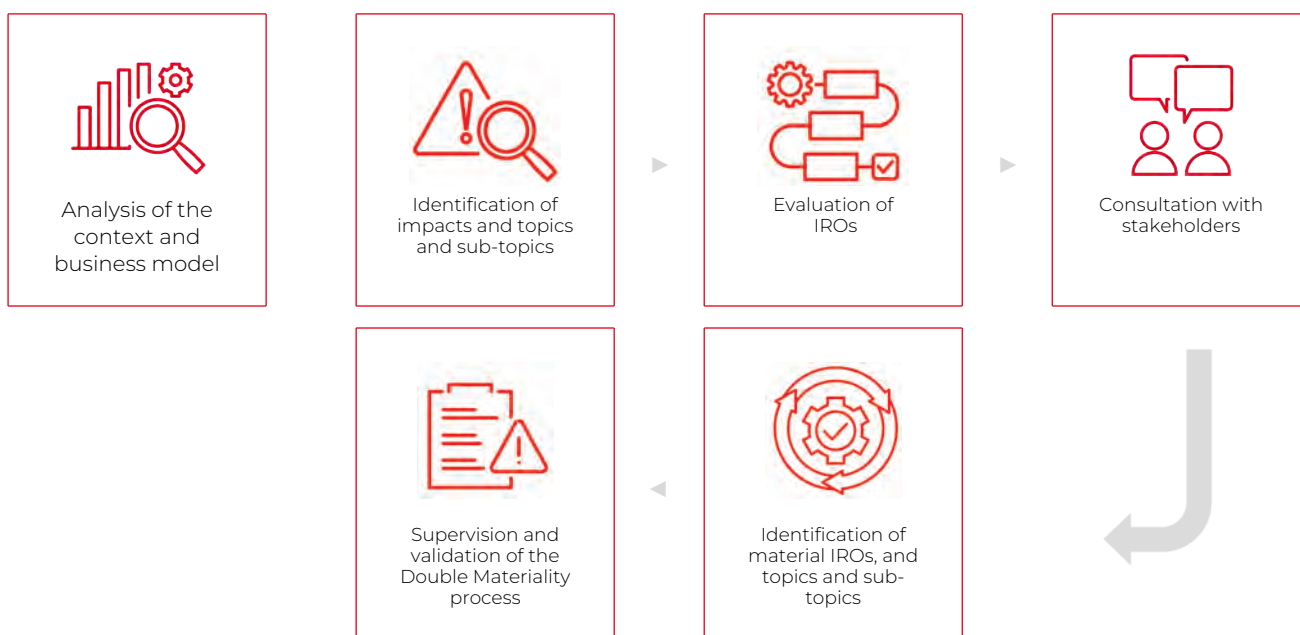 Analysis of the
context and
business model
Identification of
impacts and topics
and sub-topics
Evaluation of
IROs
Consultation with
stakeholders
Supervision and
validation of the
Double Materiality
process
Identification of
material IROs, and
topics and sub-
topics